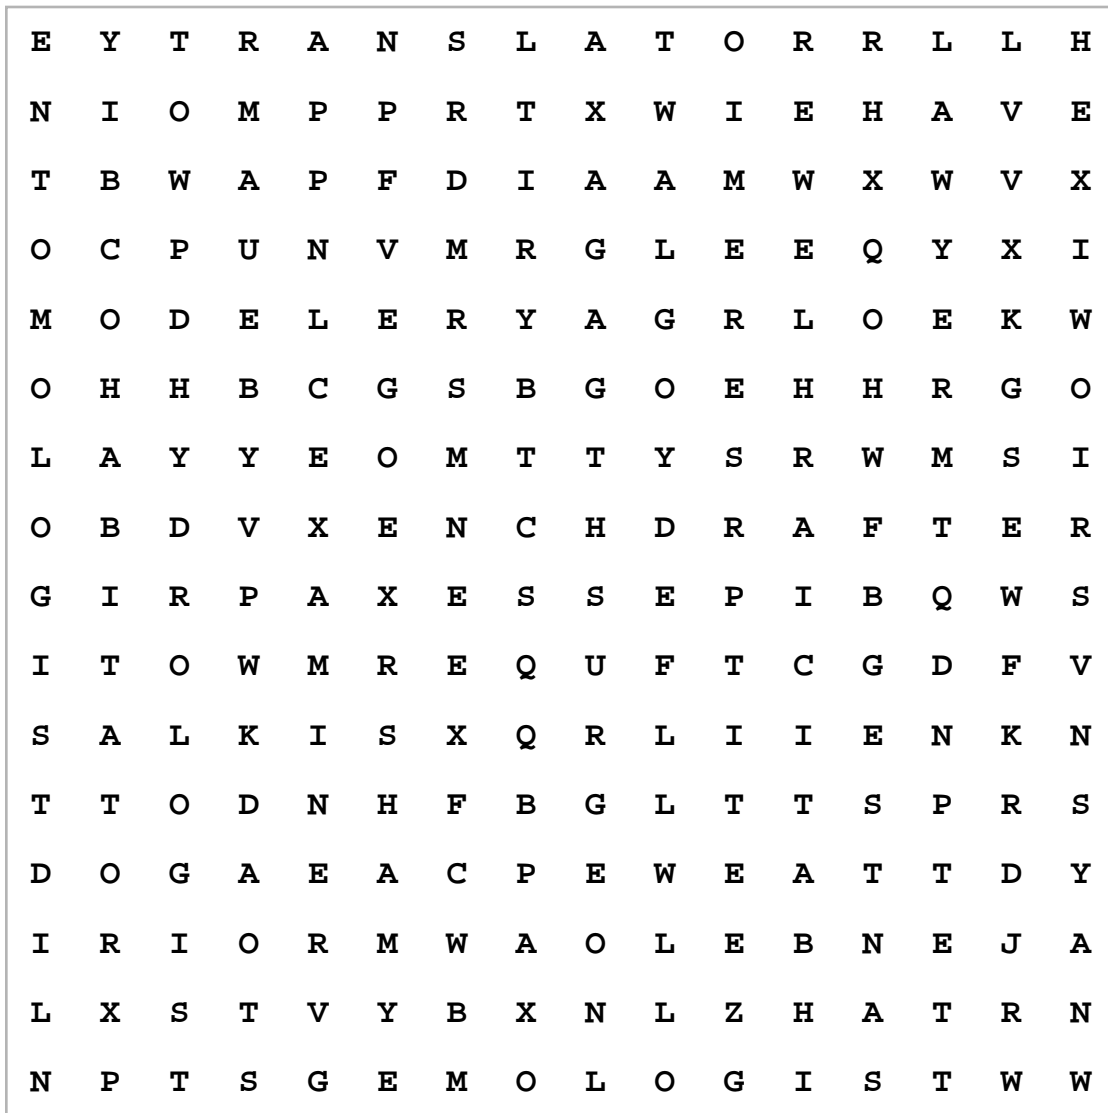 E Y T R A N S L A T O R R L L H
N I O M P P R T X W I E H A V E
T B W A P F D I A A M W X W V X
O C P U N V M R G L E E Q Y X I
M O D E L E R Y A G R L O E K W
O H H B C G S B G O E H H R G O
L A Y Y E O M T T Y S R W M S I
O B D V X E N C H D R A F T E R
G I R P A X E S S E P I B Q W S
I T O W M R E Q U F T C G D F V
S A L K I S X Q R L I I E N K N
T T O D N H F B G L T T S P R S
D O G A E A C P E W E A T T D Y
I R I O R M W A O L E B N E J A
L X S T V Y B X N L Z H A T R N
N P T S G E M O L O G I S T W W